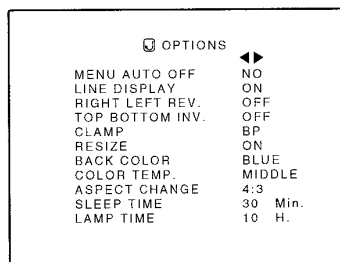 OPTIONS
MENU AUTO OFF NO
LINE DISPLAY ON
RIGHT LEFT REV. OFF
TOP BOTTOM INV. OFF
CLAMP BP
RESIZE ON
BACK COLOR BLUE
COLOR TEMP. MIDDLE
ASPECT CHANGE 4:3
SLEEP TIME 30 Min.
LAMP TIME 10 H.